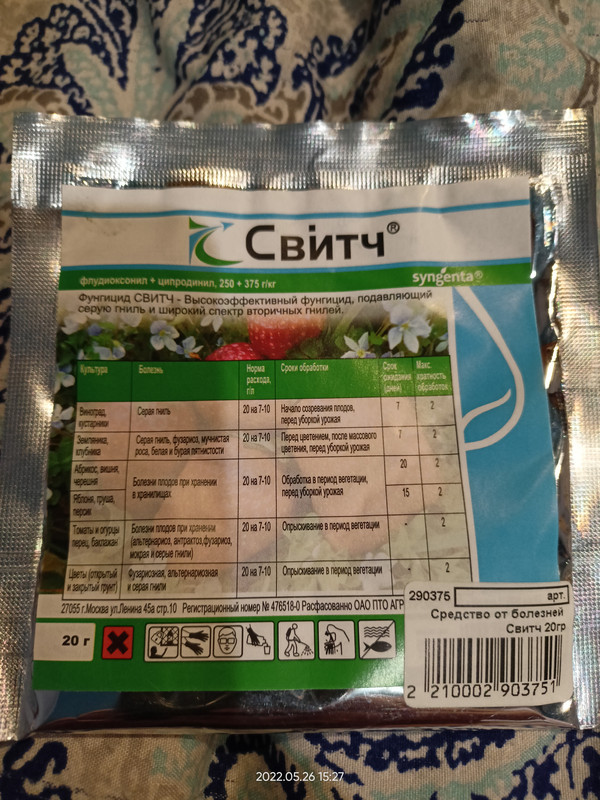 Свитч®
флудиоксонил + ципродинил, 250 + 375 г/кг
syngenta®
Фунгицид СВИТЧ - Высокоэффективный фунгицид, подавляющий
серую гниль и широкий спектр вторичных гнилей.
Культура Болезнь Норма расхода, г/л Сроки обработки Срок ожидания (дней) Макс. кратность обработок
Виноград, кустарники Серая гниль 20 на 7-10 Начало созревания плодов, перед уборкой урожая 7 2
Земляника, клубника Серая гниль, фузариоз, мучнистая роса, белая и бурая пятнистости 20 на 7-10 Перед цветением, после массового цветения, перед уборкой урожая 7 2
Абрикос, вишня, черешня 20 2
Болезни плодов при хранении в хранилищах 20 на 7-10 Обработка в период вегетации, перед уборкой урожая
Яблоня, груша, персик 15 2
Томаты и огурцы перец, баклажан Болезни плодов при хранении (альтернариоз, антракноз, фузариоз, мокрая и серые гнили) 20 на 7-10 Опрыскивание в период вегетации - 2
Цветы (открытый и закрытый грунт) Фузариозная, альтернариозная и серая гнили 20 на 7-10 Опрыскивание в период вегетации - 2
27055 г.Москва ул.Ленина 45а стр.10 Регистрационный номер № 476518-0 Расфасованно ОАО ПТО АГР
20 г
290375 арт.
Средство от болезней
Свитч 20гр
2 210002 903751
2022.05.26 15:27